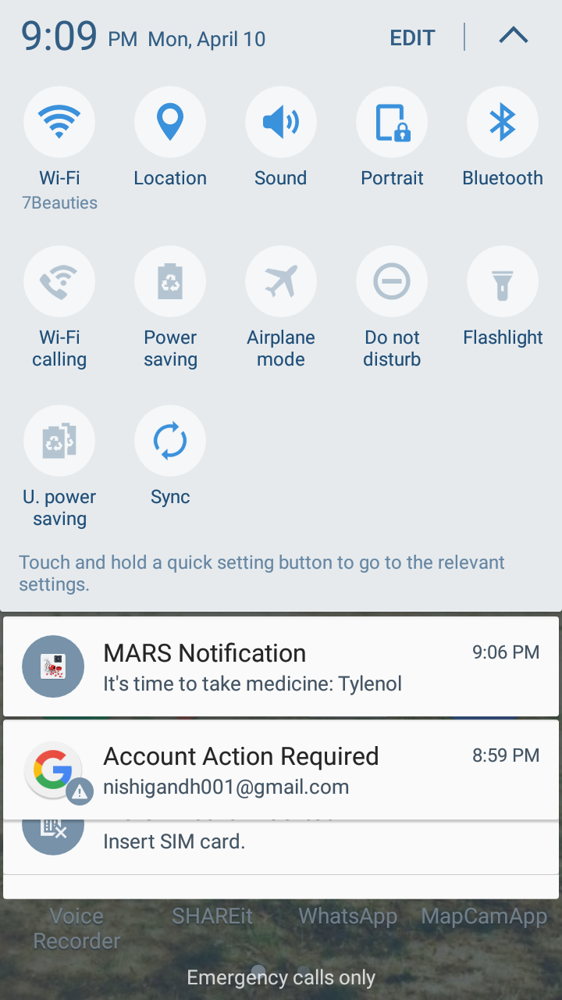 9:09 PM Mon, April 10 EDIT
Wi-Fi Location Sound Portrait Bluetooth
7Beauties
Wi-Fi calling
Power saving
Airplane mode
Do not disturb
Flashlight
U. power saving
Sync
Touch and hold a quick setting button to go to the relevant
settings.
MARS Notification 9:06 PM
It's time to take medicine: Tylenol
Account Action Required 8:59 PM
nishigandh001@gmail.com
Insert SIM card.
Voice Recorder
SHAREit
WhatsApp
MapCamApp
Emergency calls only